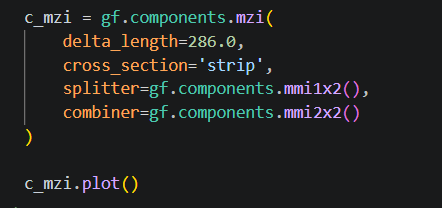 c_mzi = gf.components.mzi(
    delta_length=286.0,
    cross_section='strip',
    splitter=gf.components.mmi1x2(),
    combiner=gf.components.mmi2x2()
)
c_mzi.plot()